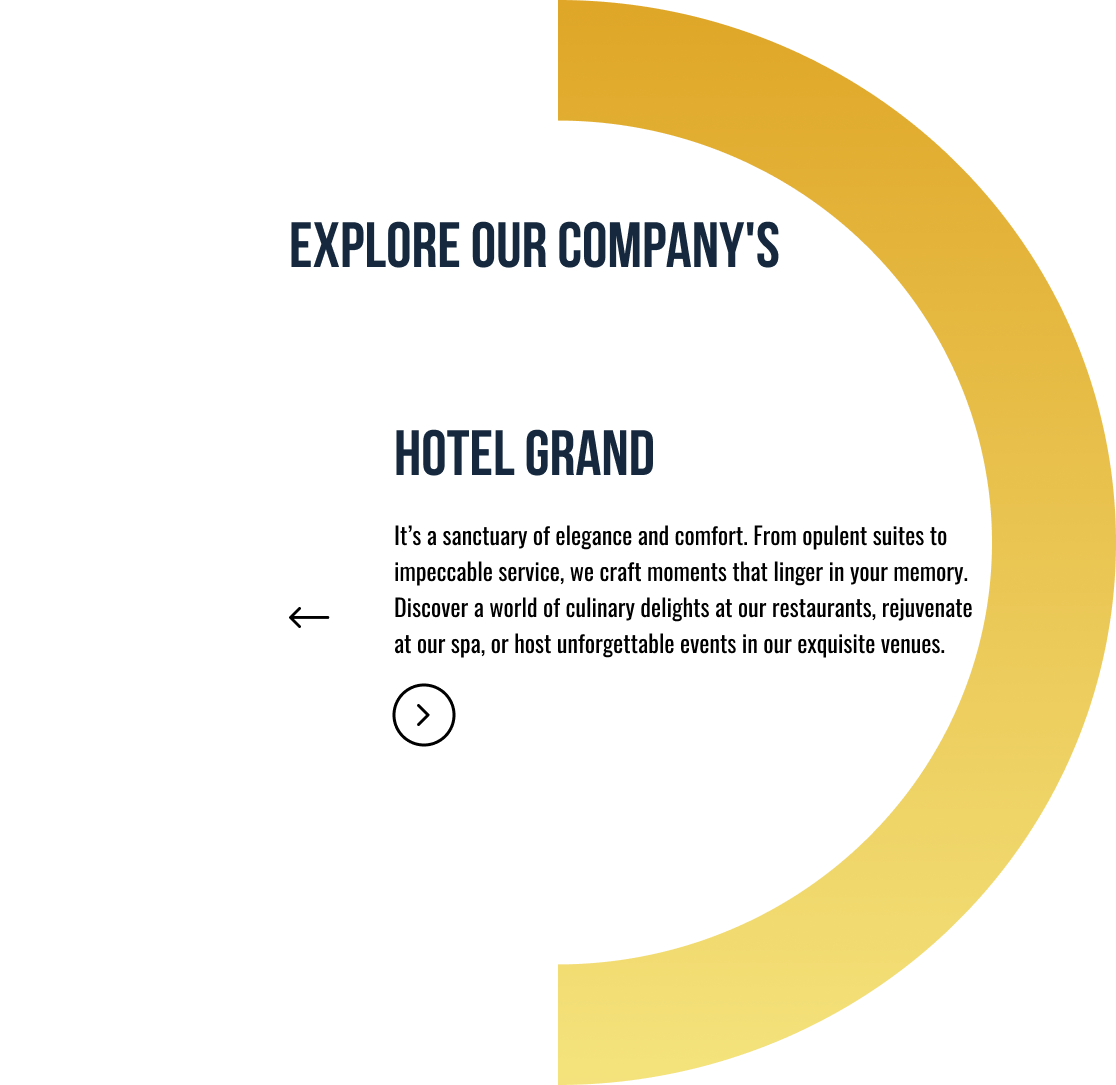 EXPLORE OUR COMPANY'S
HOTEL GRAND
It’s a sanctuary of elegance and comfort. From opulent suites to
impeccable service, we craft moments that linger in your memory.
Discover a world of culinary delights at our restaurants, rejuvenate
at our spa, or host unforgettable events in our exquisite venues.